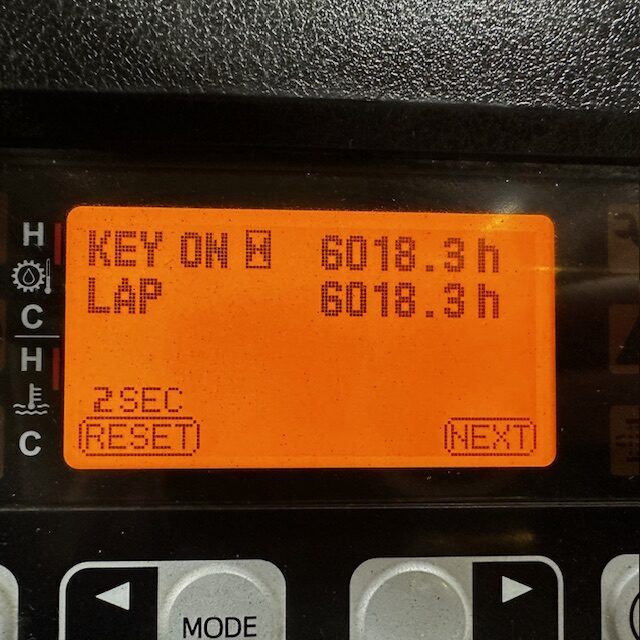 H
C
H
C
KEY ON 6018.3h
LAP 6018.3h
2SEC
RESET NEXT
MODE